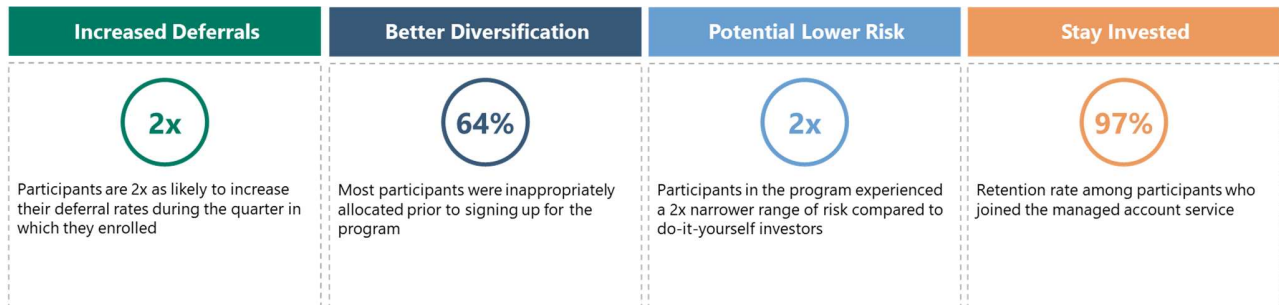 Increased Deferrals
2x
Participants are 2x as likely to increase
their deferral rates during the quarter in
which they enrolled
Better Diversification
64%
Most participants were inappropriately
allocated prior to signing up for the
program
Potential Lower Risk
2x
Participants in the program experienced
a 2x narrower range of risk compared to
do-it-yourself investors
Stay Invested
97%
Retention rate among participants who
joined the managed account service